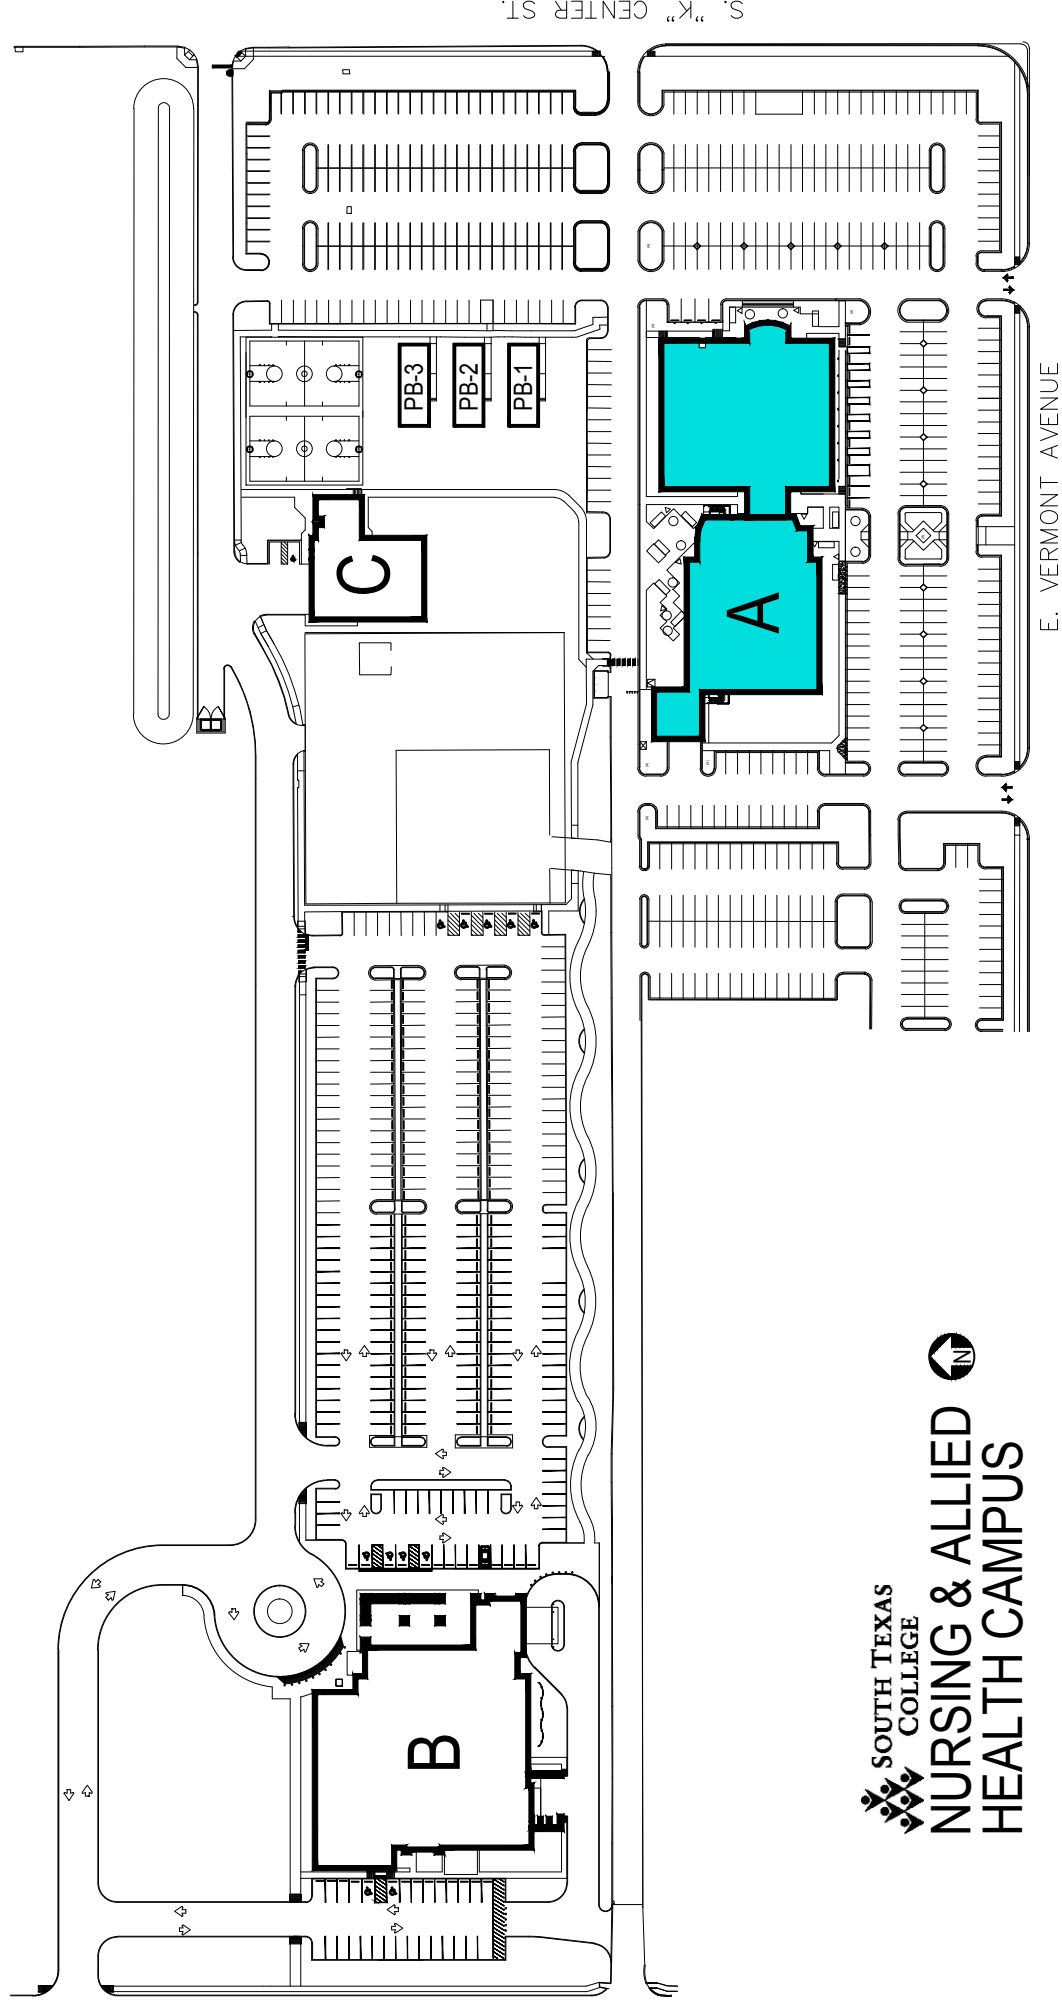 S. "K" CENTER ST.
E. VERMONT AVENUE
PB-3
PB-2
PB-1
C
A
B
N
SOUTH TEXAS
COLLEGE
NURSING & ALLIED
HEALTH CAMPUS